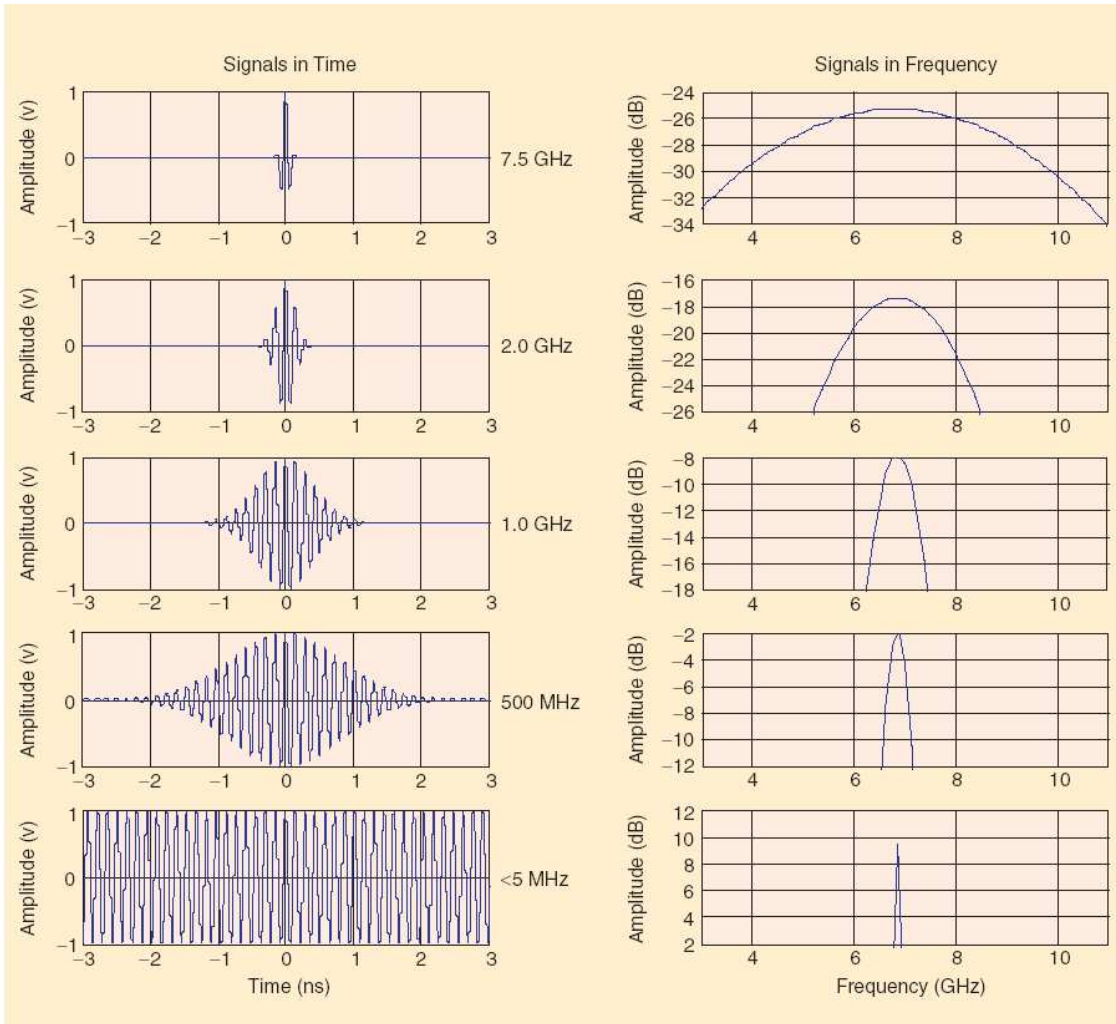 Signals in Time
Amplitude (v)
1
0
−1
−3 −2 −1 0 1 2 3
7.5 GHz
Amplitude (v)
1
0
−1
−3 −2 −1 0 1 2 3
2.0 GHz
Amplitude (v)
1
0
−1
−3 −2 −1 0 1 2 3
1.0 GHz
Amplitude (v)
1
0
−1
−3 −2 −1 0 1 2 3
500 MHz
Amplitude (v)
1
0
−1
−3 −2 −1 0 1 2 3
<5 MHz
Time (ns)
Signals in Frequency
Amplitude (dB)
−24
−26
−28
−30
−32
−34
4 6 8 10
Amplitude (dB)
−16
−18
−20
−22
−24
−26
4 6 8 10
Amplitude (dB)
−8
−10
−12
−14
−16
−18
4 6 8 10
Amplitude (dB)
−2
−4
−6
−8
−10
−12
4 6 8 10
Amplitude (dB)
12
10
8
6
4
2
4 6 8 10
Frequency (GHz)